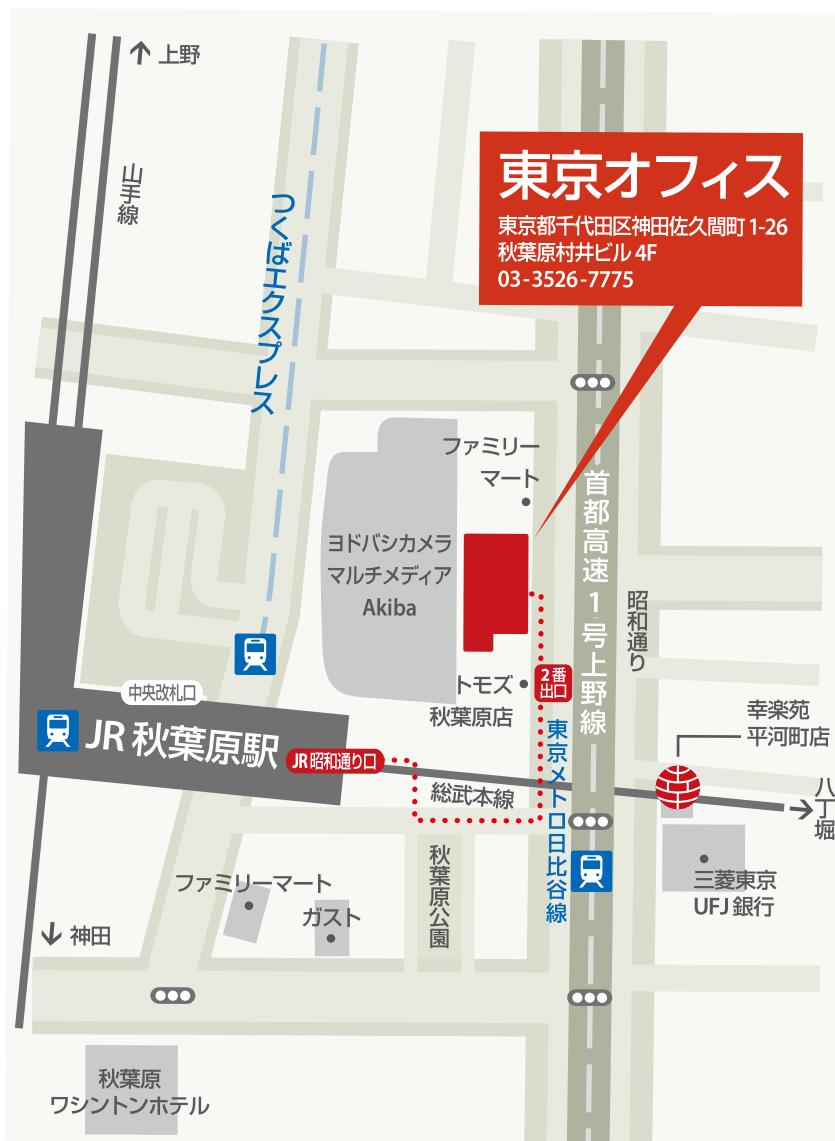 上野
山手線
つくばエクスプレス
東京オフィス
東京都千代田区神田佐久間町 1-26
秋葉原村井ビル 4F
03-3526-7775
ファミリー
マート
首都高速1号上野線
ヨドバシカメラ
マルチメディア
Akiba
昭和通り
2番
出口
トモズ
秋葉原店
中央改札口
JR 秋葉原駅
JR 昭和通り口
東京メトロ日比谷線
幸楽苑
平河町店
総武本線
八丁堀
秋葉原公園
ファミリーマート
ガスト
三菱東京
UFJ 銀行
神田
秋葉原
ワシントンホテル